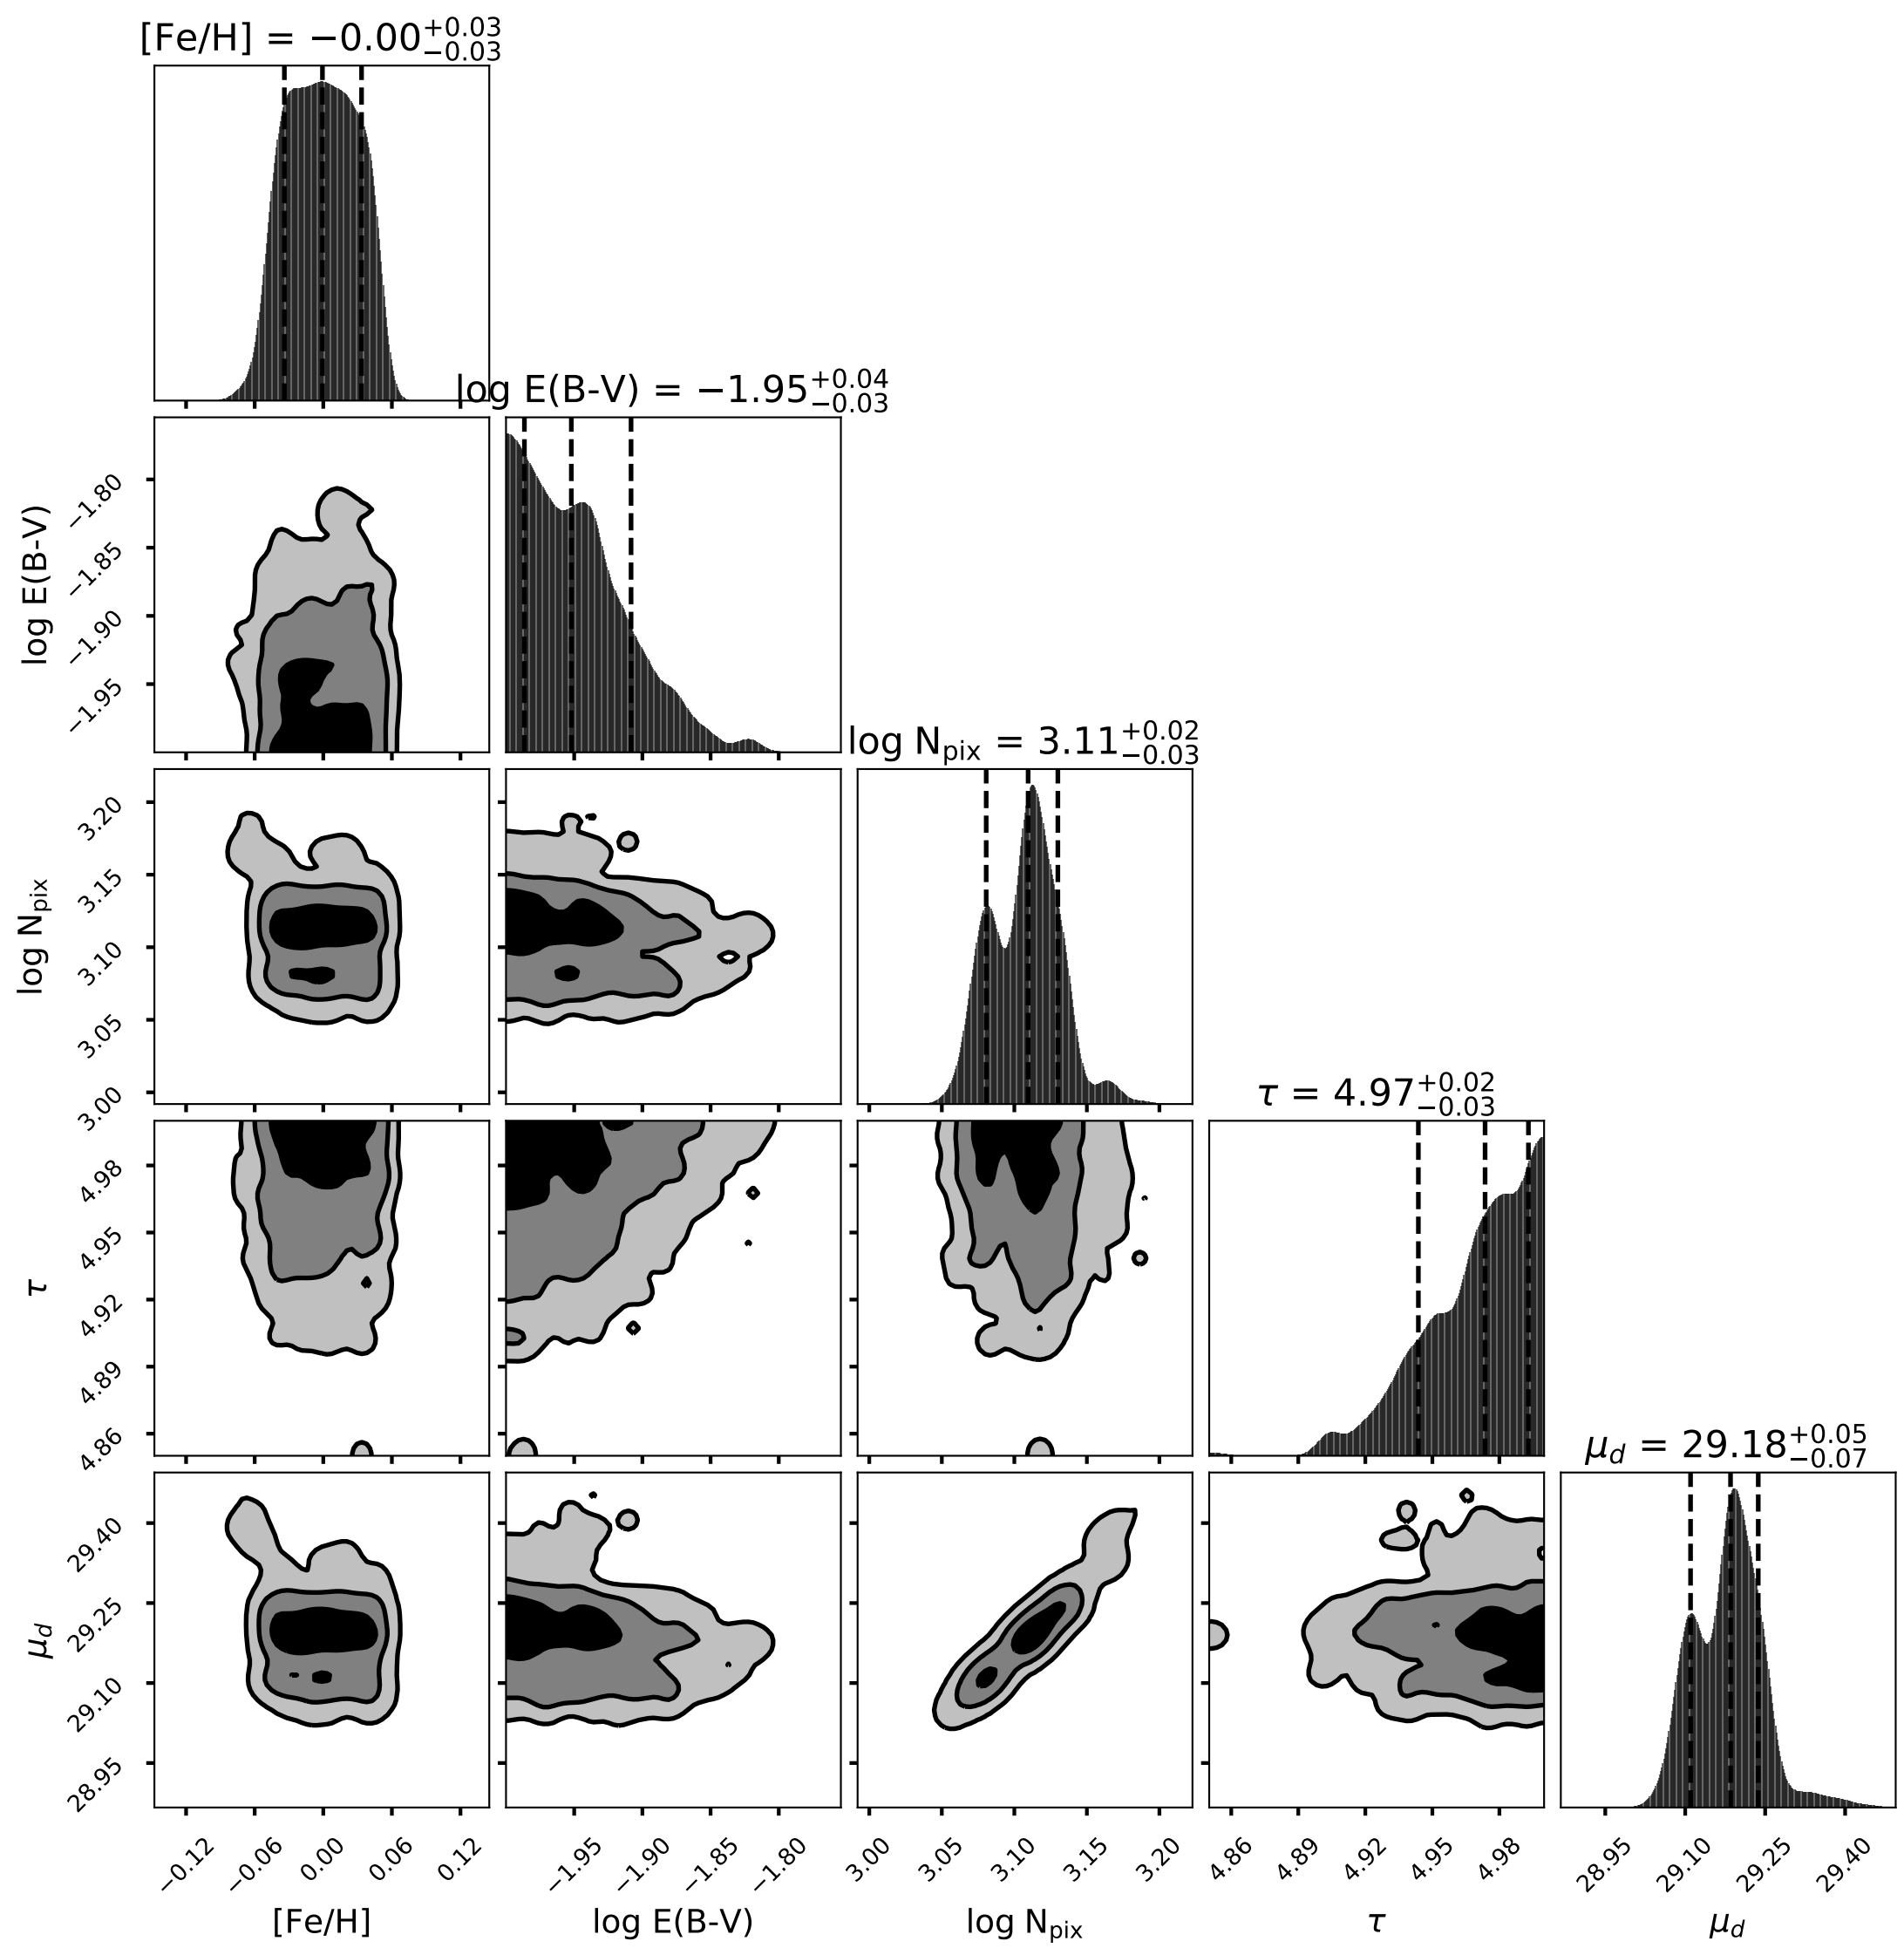 [Fe/H] = −0.00+0.03−0.03
log E(B-V) = −1.95+0.04−0.03
log E(B-V)
−1.80
−1.85
−1.90
−1.95
log Npix = 3.11+0.02−0.03
log Npix
3.20
3.15
3.10
3.05
3.00
τ = 4.97+0.02−0.03
τ
4.98
4.95
4.92
4.89
4.86
μd = 29.18+0.05−0.07
μd
29.40
29.25
29.10
28.95
−0.12 −0.06 0.00 0.06 0.12 −1.95 −1.90 −1.85 −1.80 3.00 3.05 3.10 3.15 3.20 4.86 4.89 4.92 4.95 4.98 28.95 29.10 29.25 29.40
[Fe/H] log E(B-V) log Npix τ μd